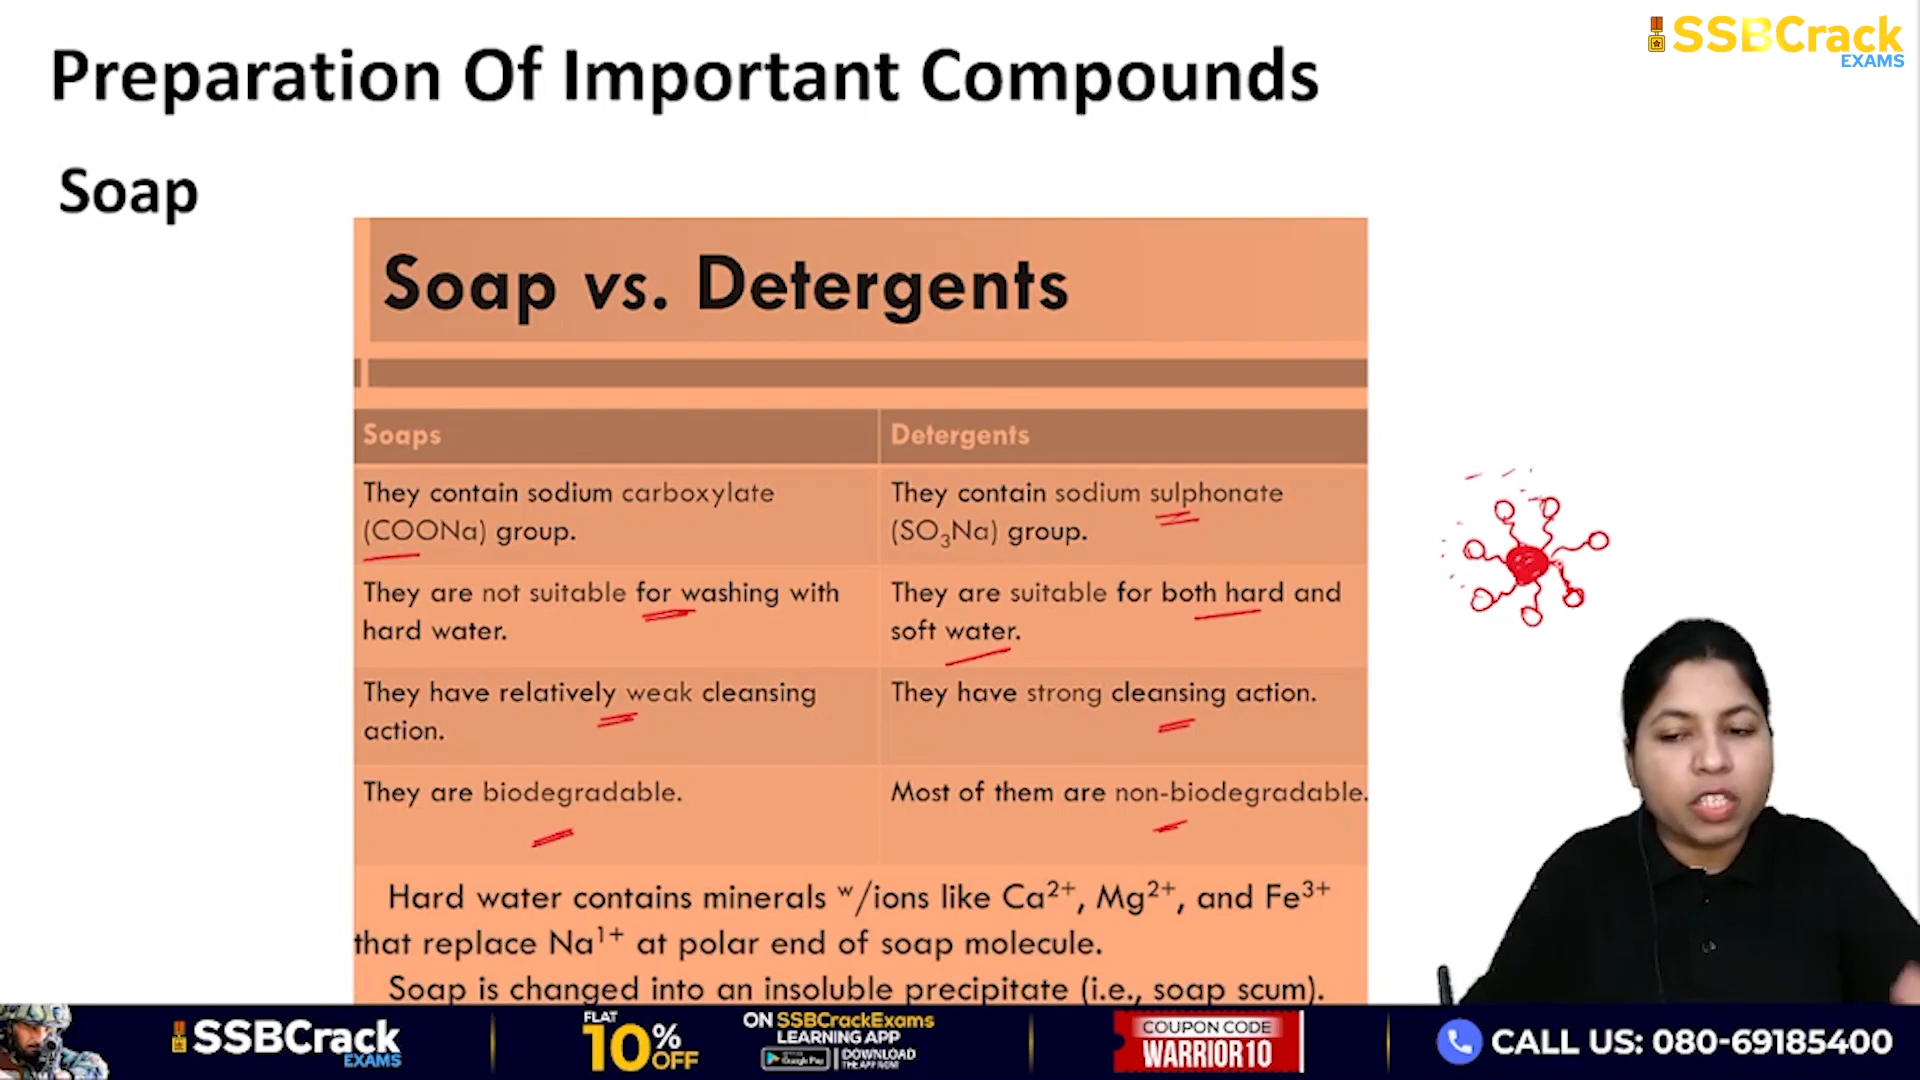 SSBCrack
EXAMS
Preparation Of Important Compounds
Soap
Soap vs. Detergents
Soaps
Detergents
They contain sodium carboxylate
(COONa) group.
They contain sodium sulphonate
(SO₃Na) group.
They are not suitable for washing with
hard water.
They are suitable for both hard and
soft water.
They have relatively weak cleansing
action.
They have strong cleansing action.
They are biodegradable.
Most of them are non-biodegradable.
Hard water contains minerals ʷ/ions like Ca²⁺, Mg²⁺, and Fe³⁺
that replace Na¹⁺ at polar end of soap molecule.
Soap is changed into an insoluble precipitate (i.e., soap scum).
SSBCrack
EXAMS
FLAT
10% OFF
ON SSBCrackExams
LEARNING APP
Google Play
DOWNLOAD
THE APP NOW
COUPON CODE
WARRIOR10
CALL US: 080-69185400